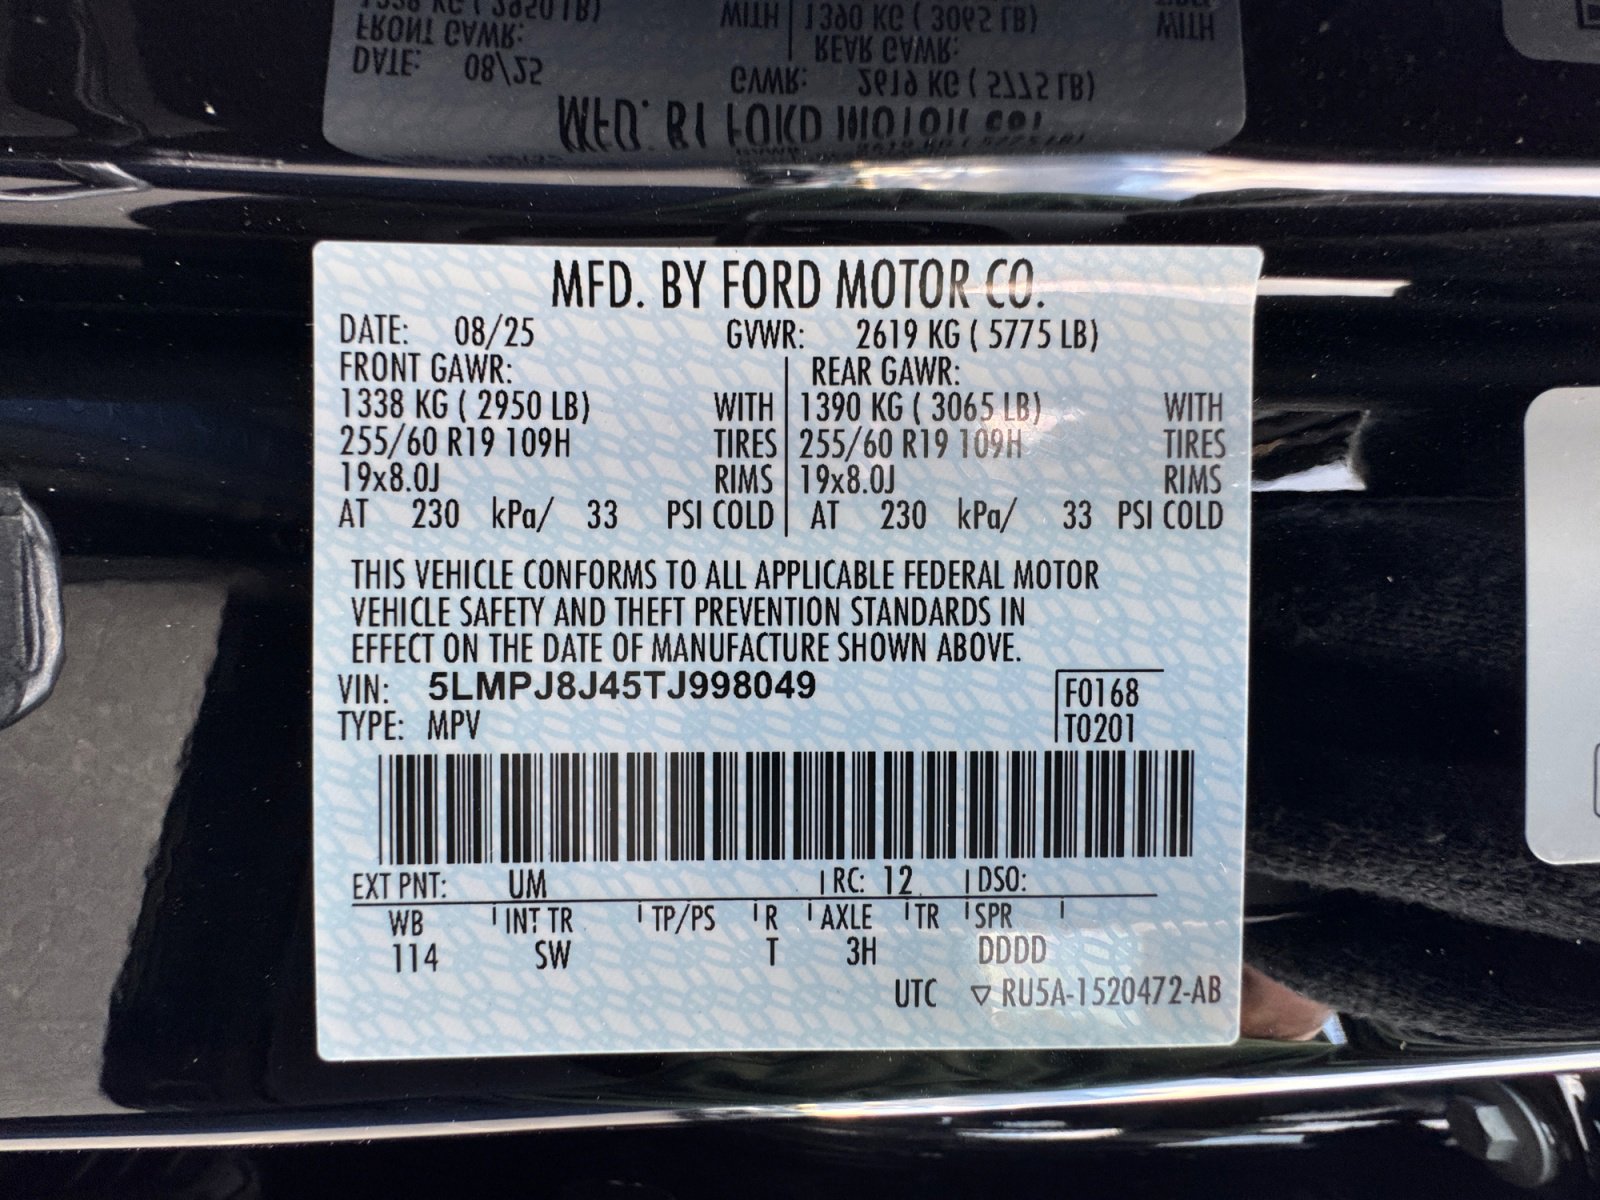 MFD. BY FORD MOTOR CO.
DATE: 08/25 GVWR: 2619 KG ( 5775 LB)
FRONT GAWR: REAR GAWR:
1338 KG ( 2950 LB) WITH 1390 KG ( 3065 LB) WITH
255/60 R19 109H TIRES 255/60 R19 109H TIRES
19x8.0J RIMS 19x8.0J RIMS
AT 230 kPa/ 33 PSI COLD AT 230 kPa/ 33 PSI COLD
THIS VEHICLE CONFORMS TO ALL APPLICABLE FEDERAL MOTOR
VEHICLE SAFETY AND THEFT PREVENTION STANDARDS IN
EFFECT ON THE DATE OF MANUFACTURE SHOWN ABOVE.
VIN: 5LMPJ8J45TJ998049 F0168
TYPE: MPV T0201
EXT PNT: UM RC: 12 DSO:
WB INT TR TP/PS R AXLE TR SPR
114 SW T 3H DDDD
UTC ▽ RU5A-1520472-AB